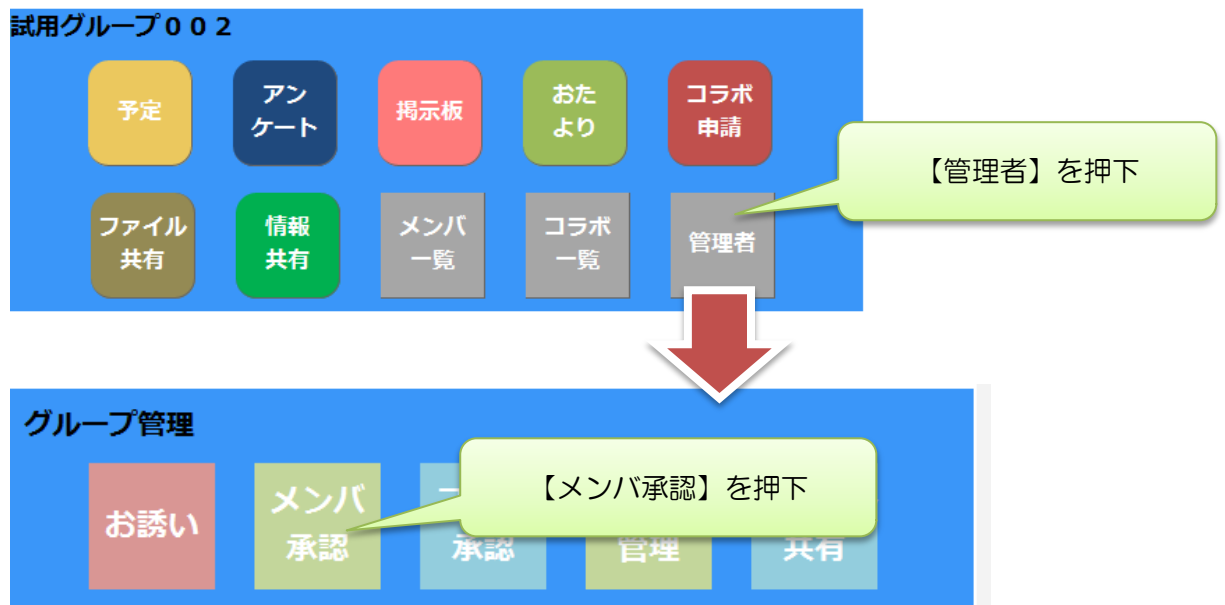 試用グループ００２
予定
アン
ケート
掲示板
おた
より
コラボ
申請
【管理者】を押下
ファイル
共有
情報
共有
メンバ
一覧
コラボ
一覧
管理者
グループ管理
お誘い
メンバ
承認
【メンバ承認】を押下
承認
管理
共有